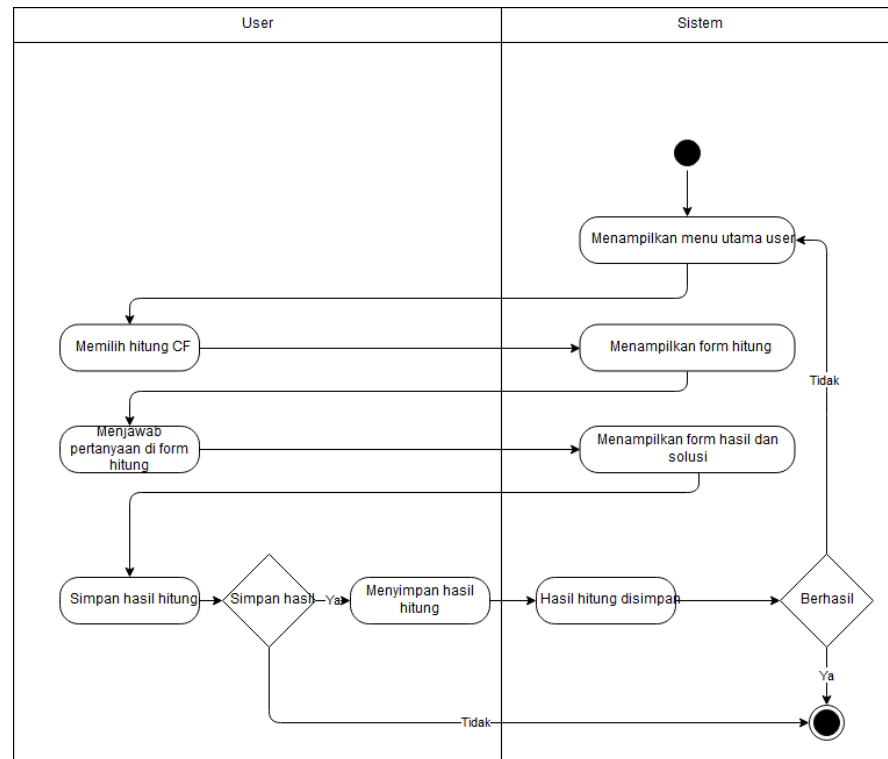 User
Sistem
Menampilkan menu utama user
Memilih hitung CF
Menampilkan form hitung
Tidak
Menjawab
pertanyaan di form
hitung
Menampilkan form hasil dan
solusi
Simpan hasil hitung
Simpan hasil
Ya
Menyimpan hasil
hitung
Hasil hitung disimpan
Berhasil
Ya
Tidak